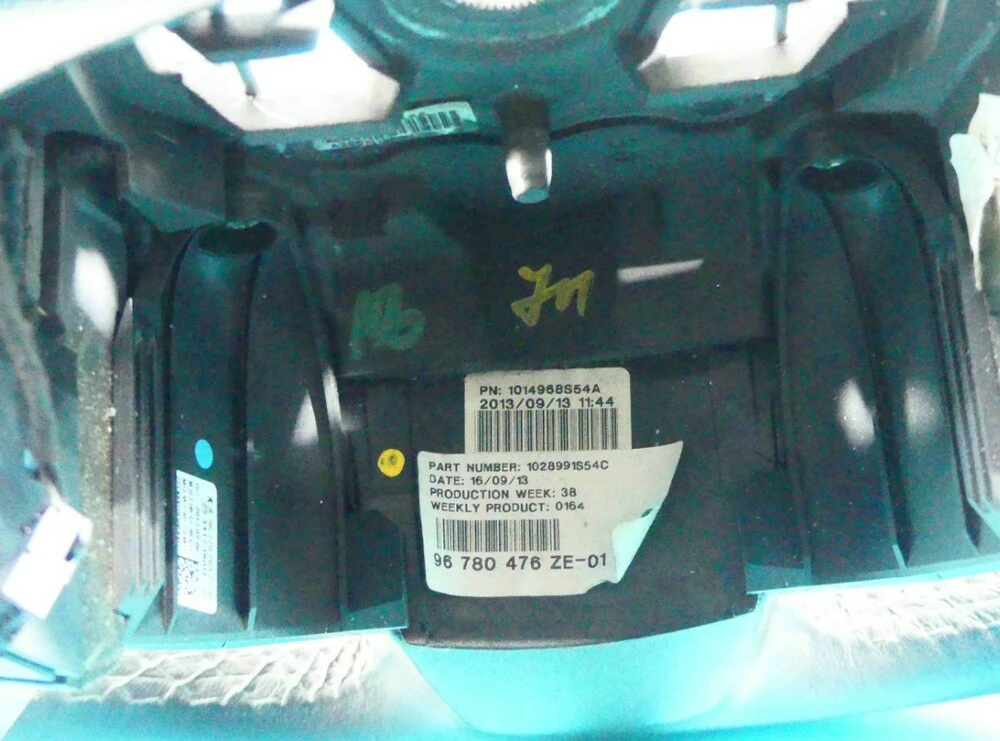 JM
PN: 1014968S54A
2013/09/13 11:44
PART NUMBER: 1028991S54C
DATE: 16/09/13
PRODUCTION WEEK: 38
WEEKLY PRODUCT: 0164
96 780 476 ZE-01